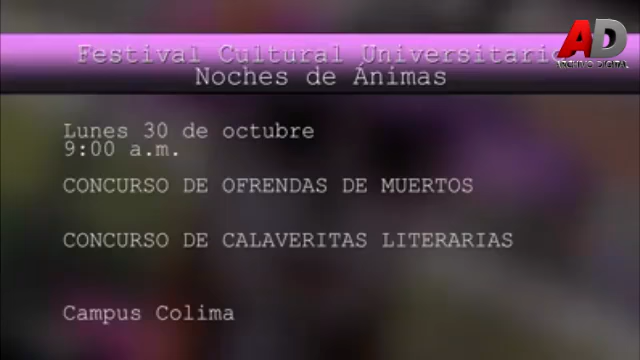 Festival Cultural Universitario
Noches de Ánimas
AD
ARCHIVO DIGITAL
Lunes 30 de octubre
9:00 a.m.
CONCURSO DE OFRENDAS DE MUERTOS
CONCURSO DE CALAVERITAS LITERARIAS
Campus Colima